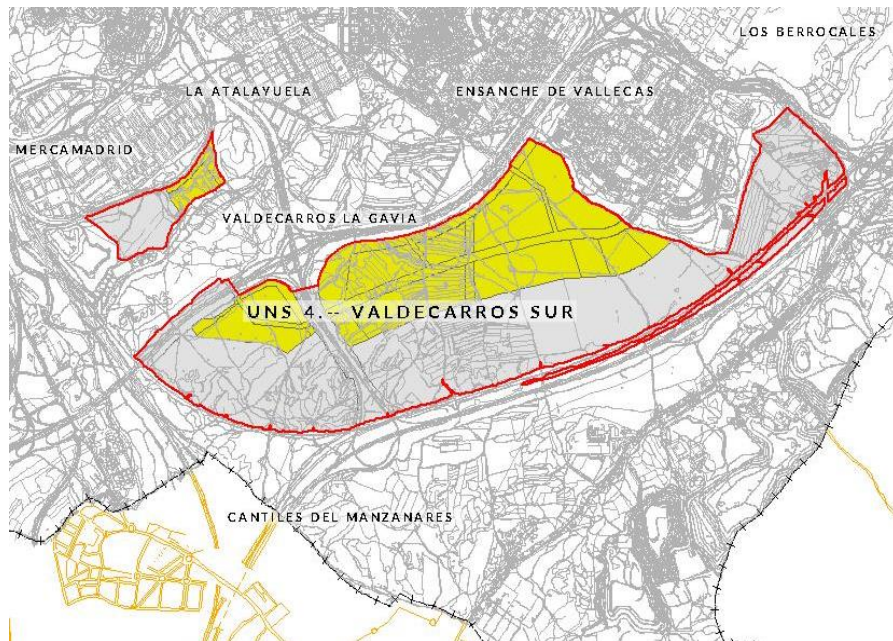 LOS BERROCALES
LA ATALAYUELA
ENSANCHE DE VALLECAS
MERCAMADRID
VALDECARROS LA GAVIA
UNS 4.-- VALDECARROS SUR
CANTILES DEL MANZANARES